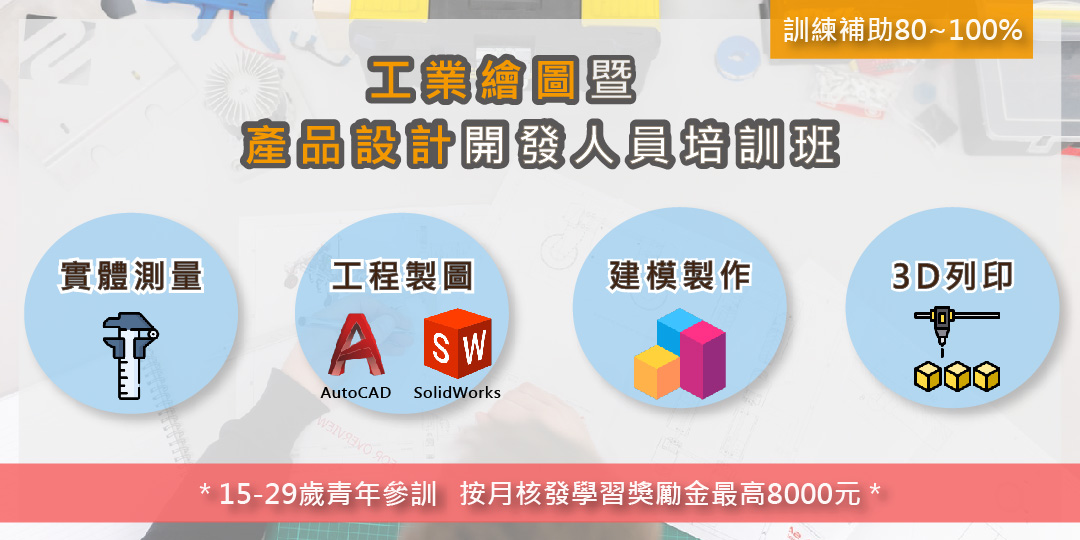 訓練補助80~100%
工業繪圖暨
產品設計開發人員培訓班
實體測量
工程製圖
建模製作
3D列印
SW
AutoCAD
SolidWorks
*15-29歲青年參訓 按月核發學習獎勵金最高8000元*